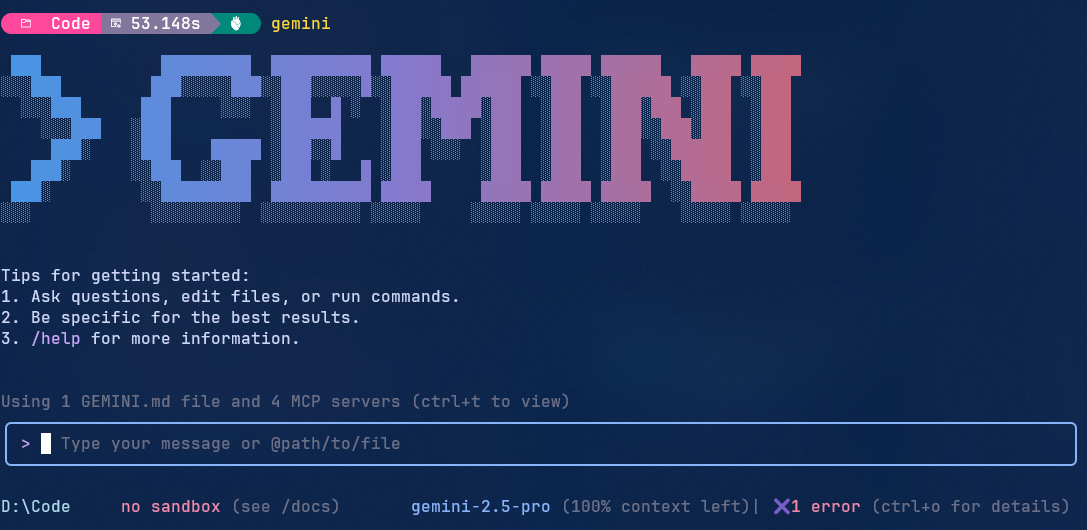 Code 53.148s gemini
> GEMINI
Tips for getting started:
1. Ask questions, edit files, or run commands.
2. Be specific for the best results.
3. /help for more information.
Using 1 GEMINI.md file and 4 MCP servers (ctrl+t to view)
> Type your message or @path/to/file
D:\Code no sandbox (see /docs) gemini-2.5-pro (100% context left)| ✖1 error (ctrl+o for details)